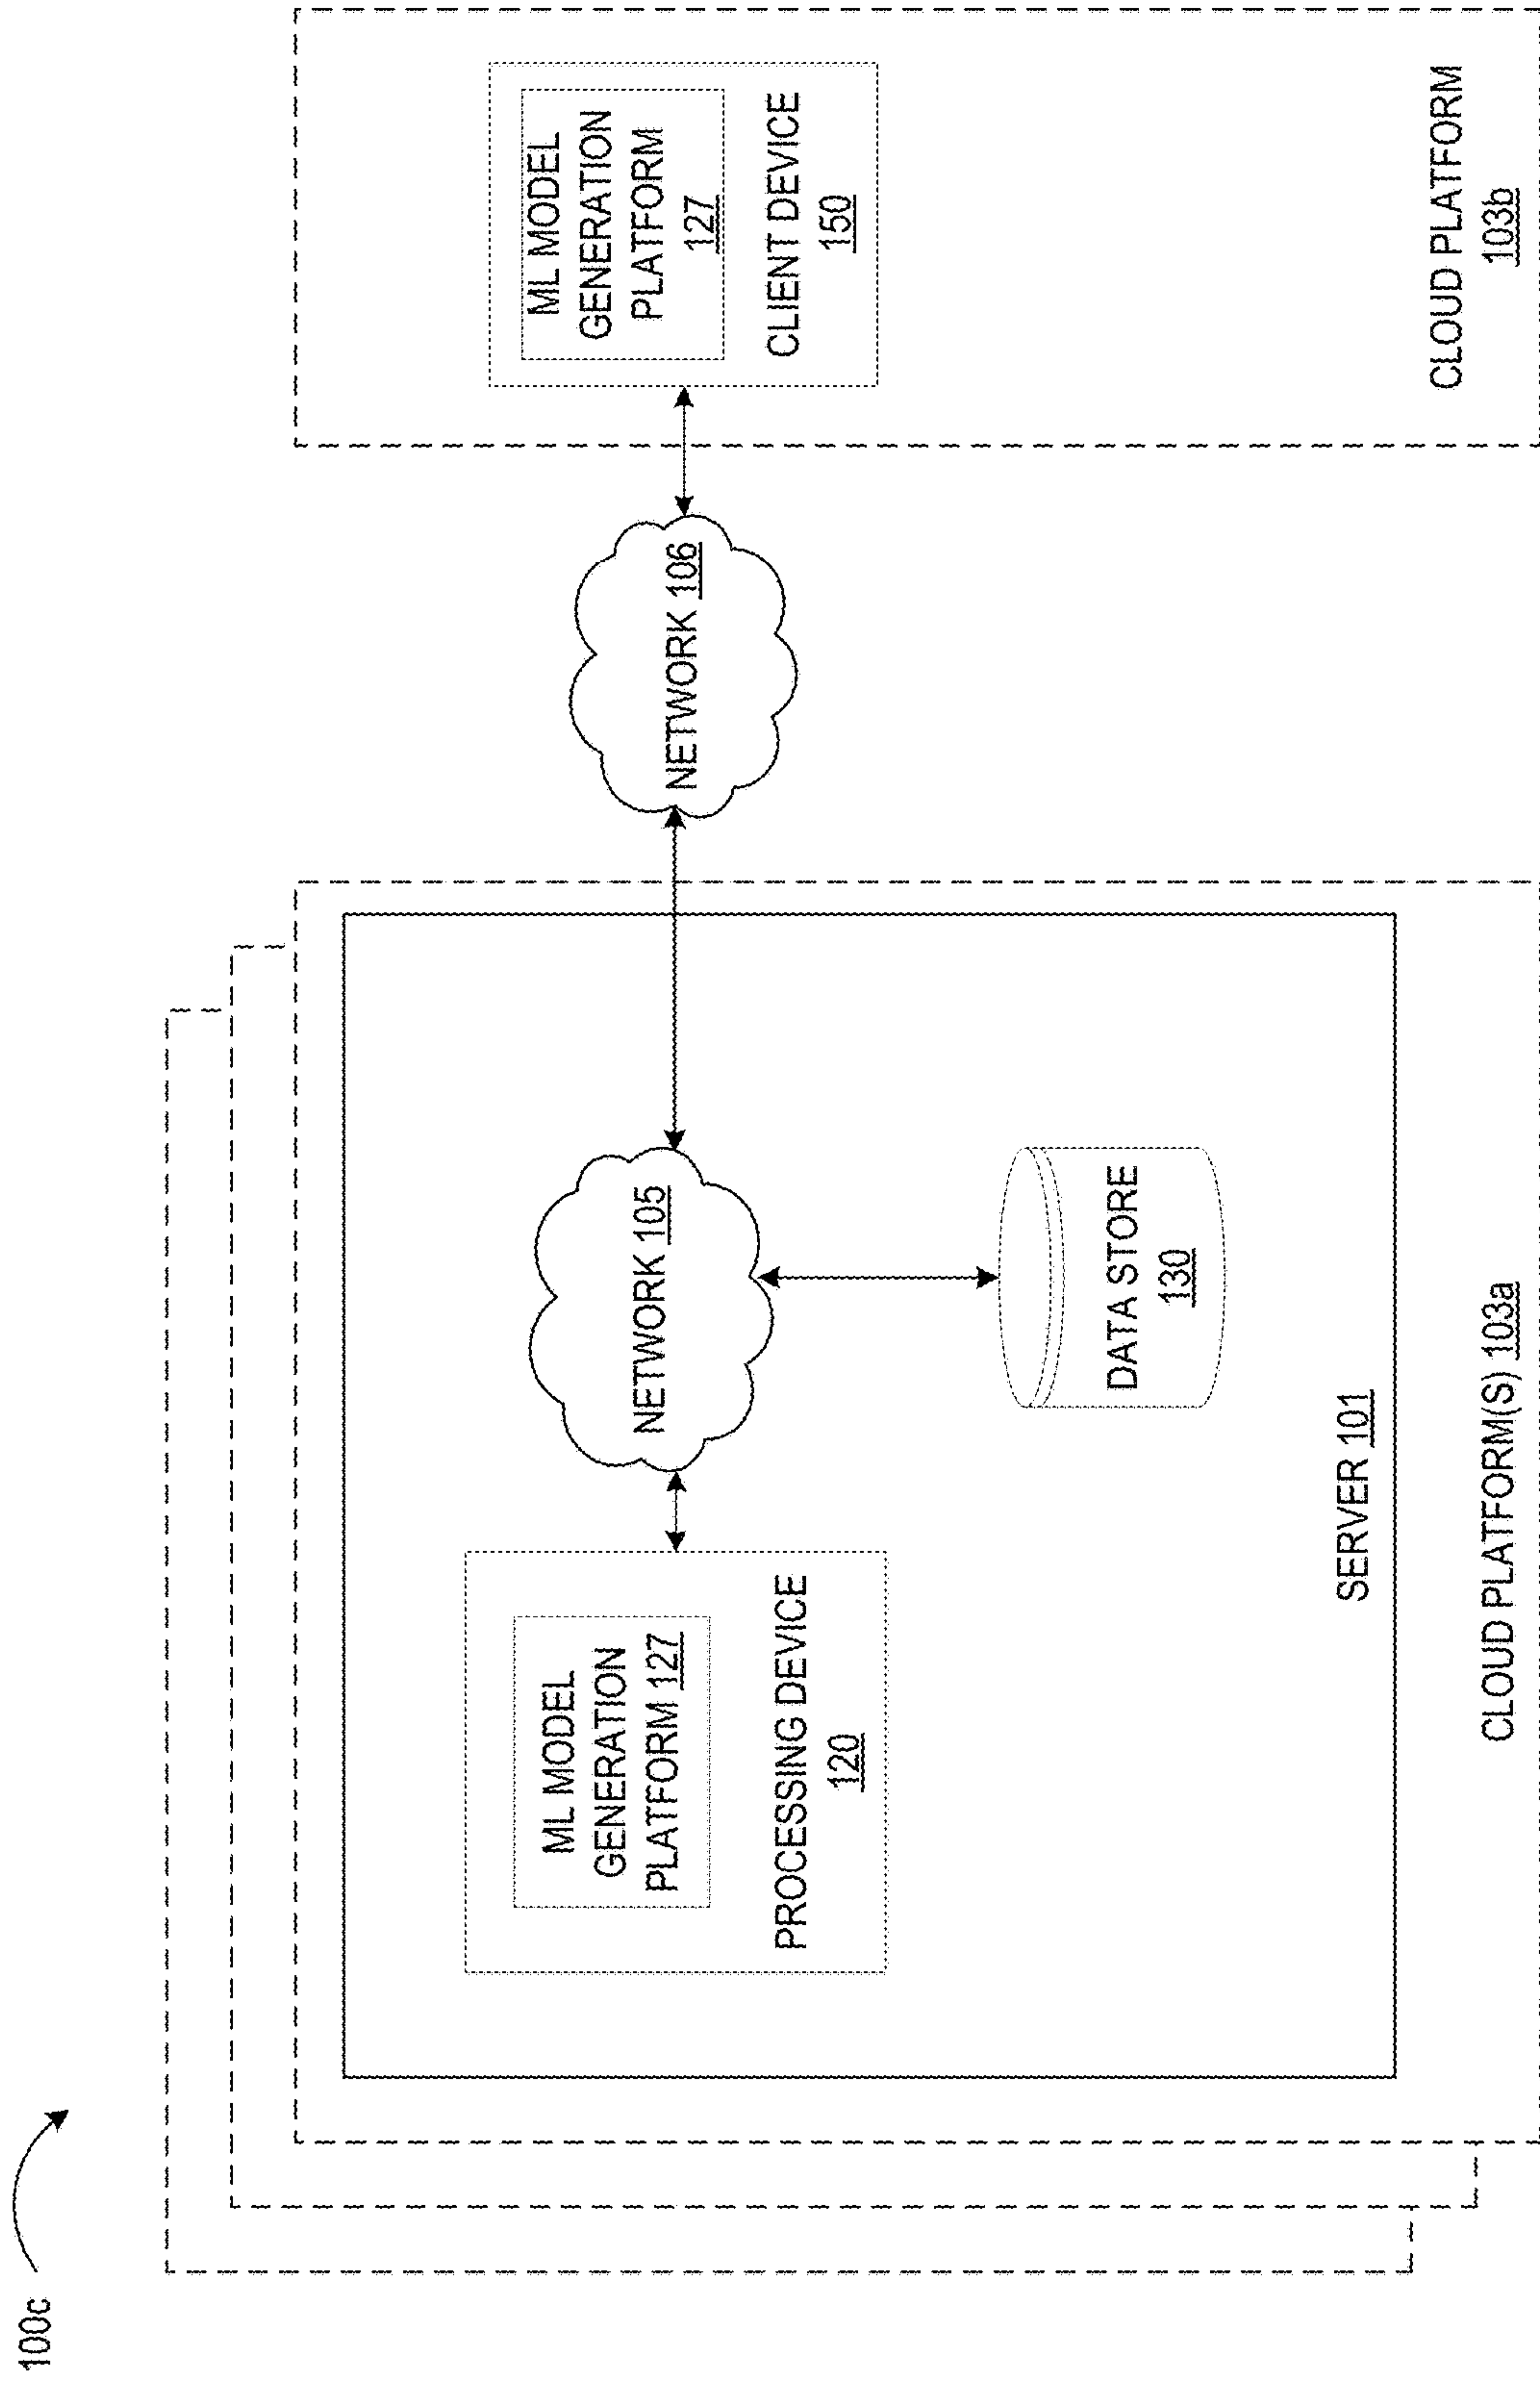 100c
ML MODEL
GENERATION
PLATFORM 127
PROCESSING DEVICE
120
NETWORK 105
DATA STORE
130
SERVER 101
CLOUD PLATFORM(S) 103a
NETWORK 106
ML MODEL
GENERATION
PLATFORM
127
CLIENT DEVICE
150
CLOUD PLATFORM
103b